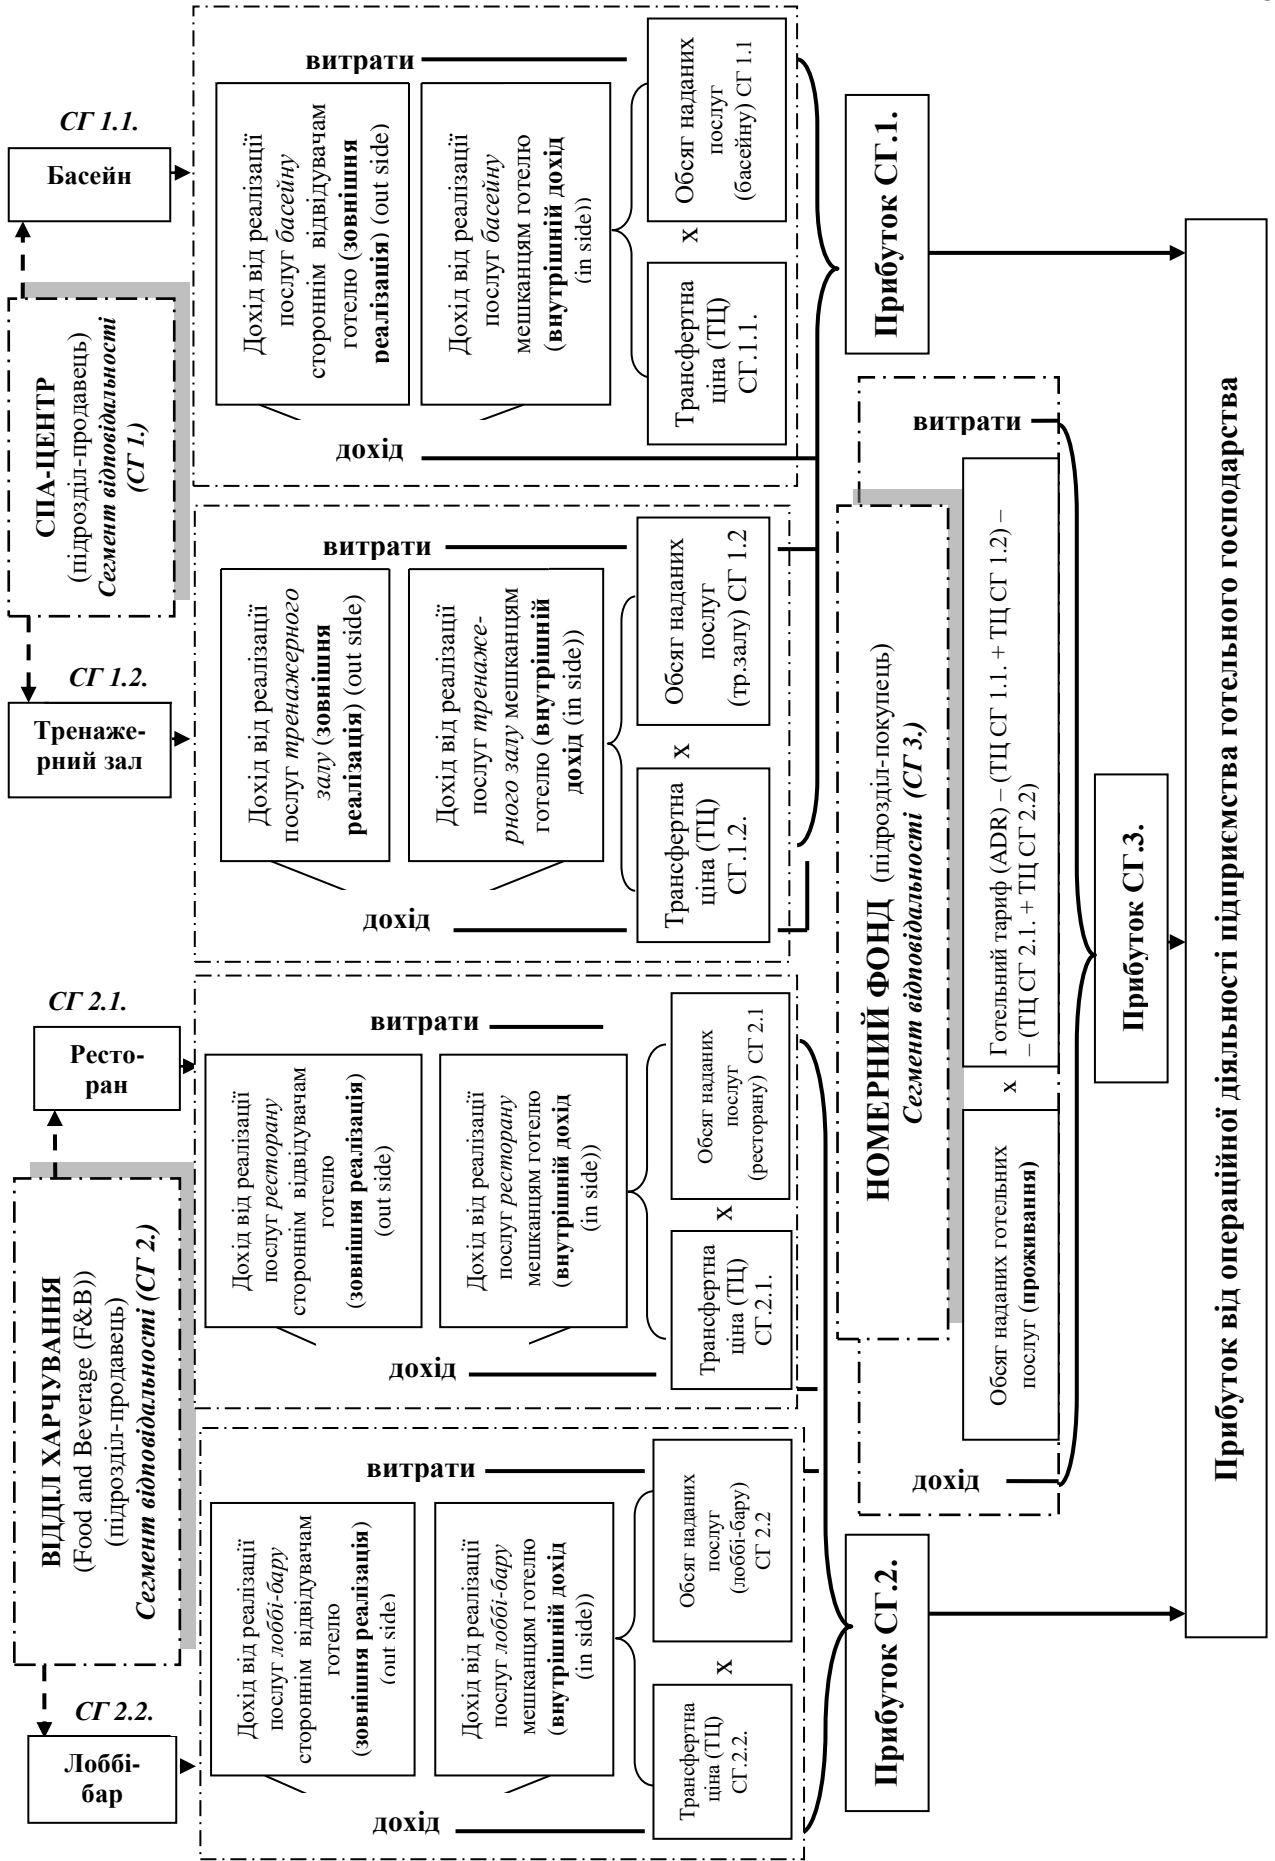 ВІДДІЛ ХАРЧУВАННЯ
(Food and Beverage (F&B))
(підрозділ-продавець)
Сегмент відповідальності (СГ 2.)
СПА-ЦЕНТР
(підрозділ-продавець)
Сегмент відповідальності
(СГ 1.)
СГ 2.2.
Лоббі-
бар
СГ 2.1.
Ресто-
ран
СГ 1.2.
Тренаже-
рний зал
СГ 1.1.
Басейн
дохід
Дохід від реалізації
послуг лоббі-бару
стороннім відвідувачам
готелю
(зовнішня реалізація)
(out side)
Дохід від реалізації
послуг лоббі-бару
мешканцям готелю
(внутрішній дохід
(in side))
витрати
Трансфертна
ціна (ТЦ)
СГ.2.2.
х
Обсяг наданих
послуг
(лоббі-бару)
СГ 2.2
дохід
Дохід від реалізації
послуг ресторану
стороннім відвідувачам
готелю
(зовнішня реалізація)
(out side)
Дохід від реалізації
послуг ресторану
мешканцям готелю
(внутрішній дохід
(in side))
витрати
Трансфертна
ціна (ТЦ)
СГ.2.1.
х
Обсяг наданих
послуг
(ресторану) СГ 2.1
дохід
Дохід від реалізації
послуг тренажерного
залу (зовнішня
реалізація) (out side)
Дохід від реалізації
послуг тренаже-
рного залу мешканцям
готелю (внутрішній
дохід (in side))
витрати
Трансфертна
ціна (ТЦ)
СГ.1.2.
х
Обсяг наданих
послуг
(тр.залу) СГ 1.2
дохід
Дохід від реалізації
послуг басейну
стороннім відвідувачам
готелю (зовнішня
реалізація) (out side)
Дохід від реалізації
послуг басейну
мешканцям готелю
(внутрішній дохід
(in side))
витрати
Трансфертна
ціна (ТЦ)
СГ.1.1.
х
Обсяг наданих
послуг
(басейну) СГ 1.1
Прибуток СГ.2.
НОМЕРНИЙ ФОНД (підрозділ-покупець)
Сегмент відповідальності (СГ 3.)
Прибуток СГ.1.
дохід
Обсяг наданих готельних
послуг (проживання)
х
Готельний тариф (ADR) – (ТЦ СГ 1.1. + ТЦ СГ 1.2) –
– (ТЦ СГ 2.1. + ТЦ СГ 2.2)
витрати
Прибуток СГ.3.
Прибуток від операційної діяльності підприємства готельного господарства